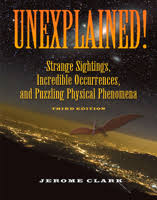 UNEXPLAINED!
Strange Sightings,
Incredible Occurrences,
and Puzzling Physical Phenomena
THIRD EDITION
JEROME CLARK